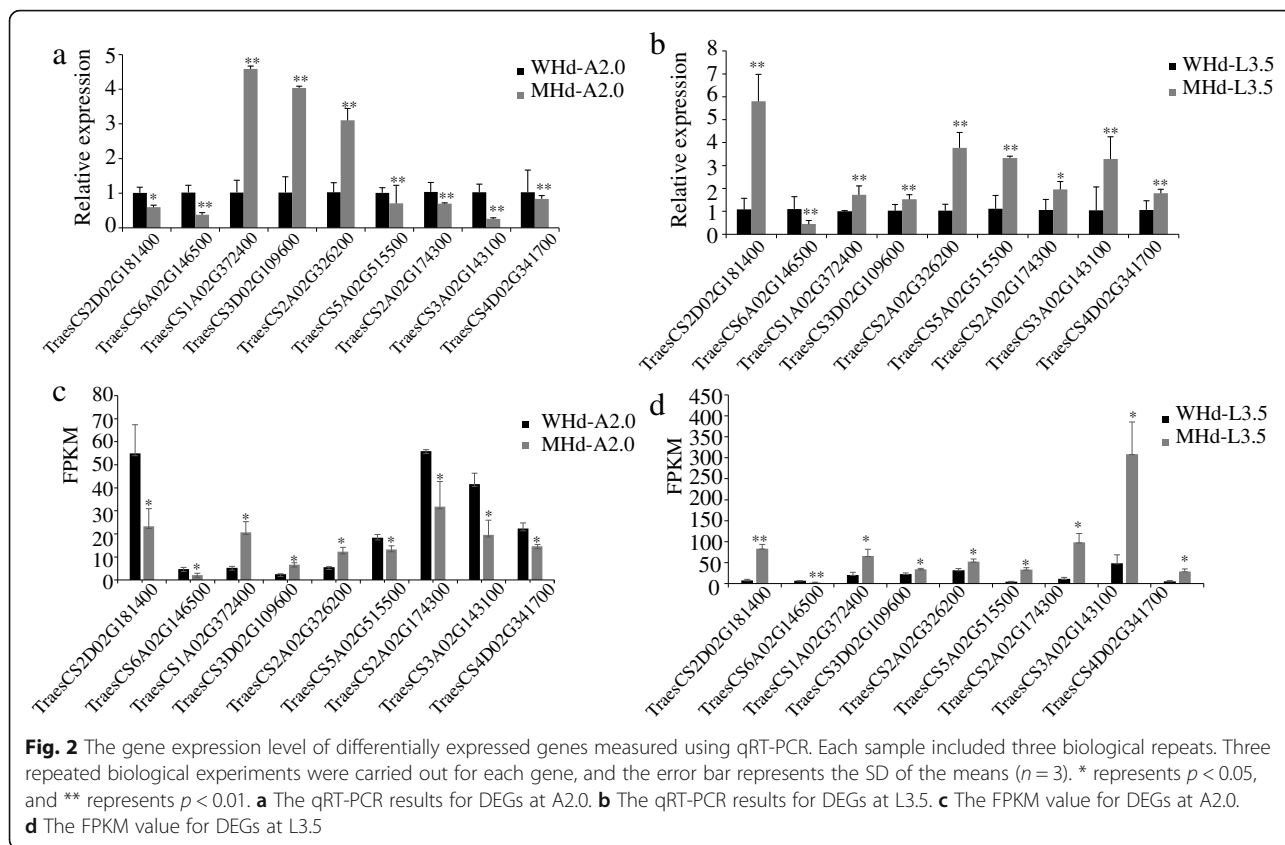 a
5
4
3
2
1
0
Relative expression
WHd-A2.0
MHd-A2.0
*
**
**
**
**
**
**
**
**
TraesCS2D02G181400
TraesCS6A02G146500
TraesCS1A02G372400
TraesCS3D02G109600
TraesCS2A02G326200
TraesCS5A02G515500
TraesCS2A02G174300
TraesCS3A02G143100
TraesCS4D02G341700
b
8
7
6
5
4
3
2
1
0
Relative expression
WHd-L3.5
MHd-L3.5
**
**
**
**
**
**
*
**
**
TraesCS2D02G181400
TraesCS6A02G146500
TraesCS1A02G372400
TraesCS3D02G109600
TraesCS2A02G326200
TraesCS5A02G515500
TraesCS2A02G174300
TraesCS3A02G143100
TraesCS4D02G341700
c
80
70
60
50
40
30
20
10
0
FPKM
WHd-A2.0
MHd-A2.0
*
*
*
*
*
*
*
*
*
TraesCS2D02G181400
TraesCS6A02G146500
TraesCS1A02G372400
TraesCS3D02G109600
TraesCS2A02G326200
TraesCS5A02G515500
TraesCS2A02G174300
TraesCS3A02G143100
TraesCS4D02G341700
d
450
400
350
300
250
200
150
100
50
0
FPKM
WHd-L3.5
MHd-L3.5
**
**
*
*
*
*
*
*
*
TraesCS2D02G181400
TraesCS6A02G146500
TraesCS1A02G372400
TraesCS3D02G109600
TraesCS2A02G326200
TraesCS5A02G515500
TraesCS2A02G174300
TraesCS3A02G143100
TraesCS4D02G341700
Fig. 2 The gene expression level of differentially expressed genes measured using qRT-PCR. Each sample included three biological repeats. Three
repeated biological experiments were carried out for each gene, and the error bar represents the SD of the means (n = 3). * represents p < 0.05,
and ** represents p < 0.01. a The qRT-PCR results for DEGs at A2.0. b The qRT-PCR results for DEGs at L3.5. c The FPKM value for DEGs at A2.0.
d The FPKM value for DEGs at L3.5